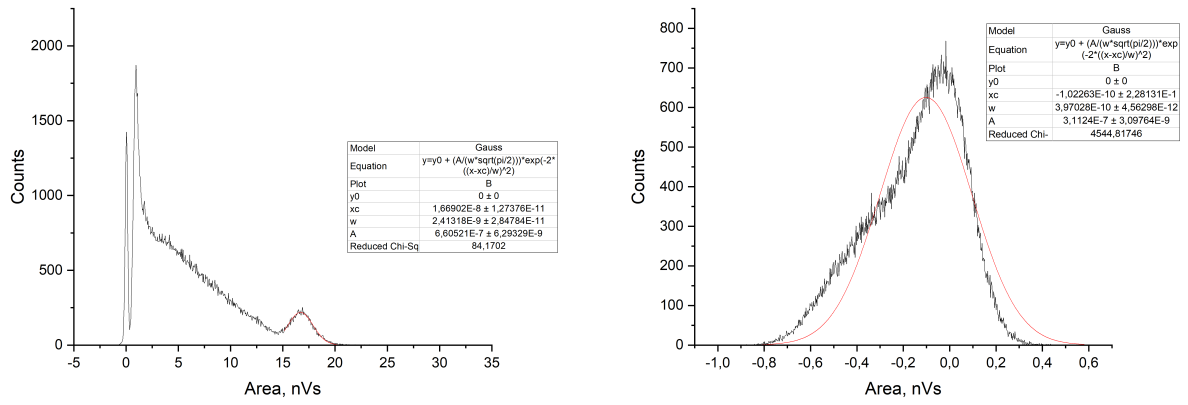 2000
1500
1000
500
0
Counts
-5 0 5 10 15 20 25 30 35
Area, nVs
Model Gauss
Equation y=y0 + (A/(w*sqrt(pi/2)))*exp(-2*
((x-xc)/w)^2)
Plot B
y0 0 ± 0
xc 1,66902E-8 ± 1,27376E-11
w 2,41318E-9 ± 2,84784E-11
A 6,60521E-7 ± 6,29329E-9
Reduced Chi-Sq 84,1702
800
700
600
500
400
300
200
100
0
Counts
-1,0 -0,8 -0,6 -0,4 -0,2 0,0 0,2 0,4 0,6
Area, nVs
Model Gauss
Equation y=y0 + (A/(w*sqrt(pi/2)))*exp
(-2*((x-xc)/w)^2)
Plot B
y0 0 ± 0
xc -1,02263E-10 ± 2,28131E-1
w 3,97028E-10 ± 4,56298E-12
A 3,1124E-7 ± 3,09764E-9
Reduced Chi- 4544,81746